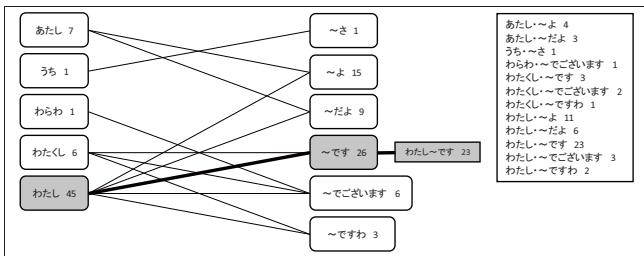 あたし 7
うち 1
わらわ 1
わたくし 6
わたし 45
～さ 1
～よ 15
～だよ 9
～です 26
わたし～です 23
～でございます 6
～ですわ 3
あたし・～よ 4
あたし・～だよ 3
うち・～さ 1
わらわ・～でございます 1
わたくし・～です 3
わたくし・～でございます 2
わたくし・～ですわ 1
わたし・～よ 11
わたし・～だよ 6
わたし・～です 23
わたし・～でございます 3
わたし・～ですわ 2